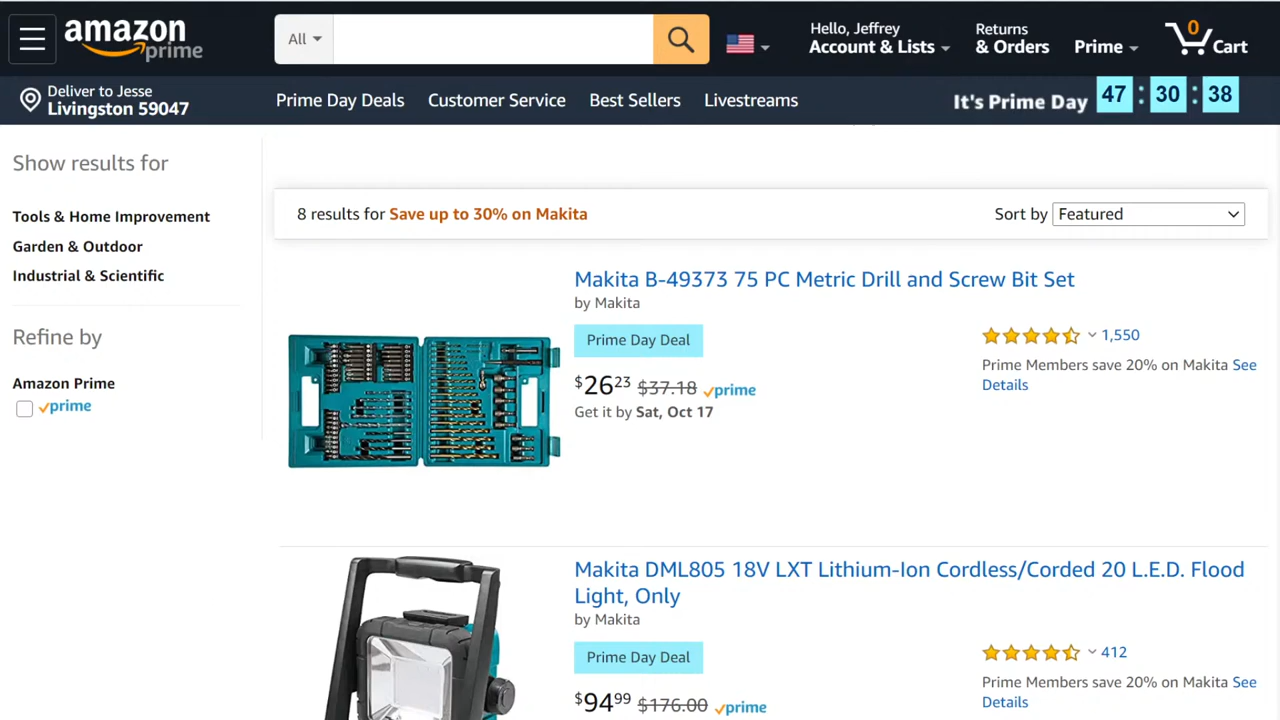 amazon
prime
All
Hello, Jeffrey
Account & Lists
Returns
& Orders
Prime
0
Cart
Deliver to Jesse
Livingston 59047
Prime Day Deals
Customer Service
Best Sellers
Livestreams
It's Prime Day
47 : 30 : 38
Show results for
Tools & Home Improvement
Garden & Outdoor
Industrial & Scientific
Refine by
Amazon Prime
prime
8 results for Save up to 30% on Makita
Sort by Featured
Makita B-49373 75 PC Metric Drill and Screw Bit Set
by Makita
Prime Day Deal
$2623 $37.18 prime
Get it by Sat, Oct 17
1,550
Prime Members save 20% on Makita See
Details
Makita DML805 18V LXT Lithium-Ion Cordless/Corded 20 L.E.D. Flood
Light, Only
by Makita
Prime Day Deal
$9499 $176.00 prime
412
Prime Members save 20% on Makita See
Details